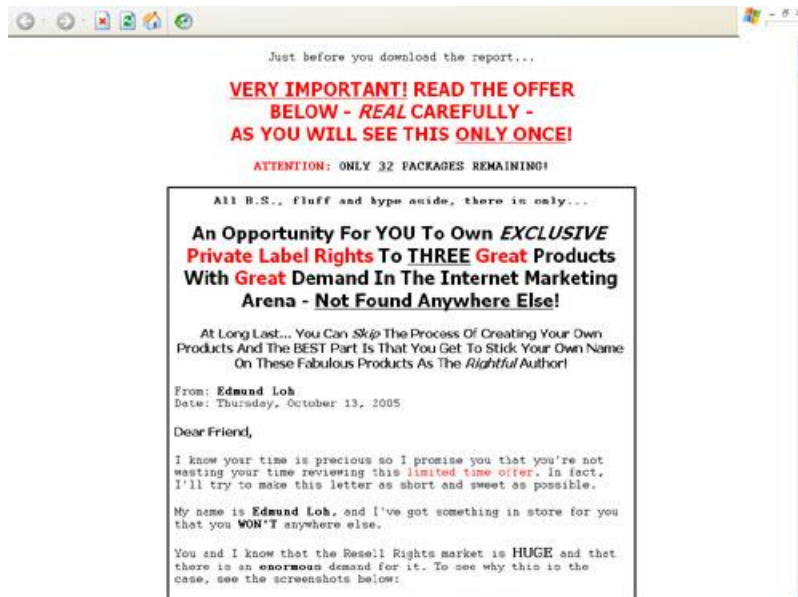 Just before you download the report...
VERY IMPORTANT! READ THE OFFER
BELOW - REAL CAREFULLY -
AS YOU WILL SEE THIS ONLY ONCE!
ATTENTION: ONLY 32 PACKAGES REMAINING!
All B.S., fluff and hype aside, there is only...
An Opportunity For YOU To Own EXCLUSIVE
Private Label Rights To THREE Great Products
With Great Demand In The Internet Marketing
Arena - Not Found Anywhere Else!
At Long Last... You Can Skip The Process Of Creating Your Own
Products And The BEST Part Is That You Get To Stick Your Own Name
On These Fabulous Products As The Rightful Author!
From: Edmund Loh
Date: Thursday, October 13, 2005
Dear Friend,
I know your time is precious so I promise you that you're not
wasting your time reviewing this limited time offer. In fact,
I'll try to make this letter as short and sweet as possible.
My name is Edmund Loh, and I've got something in store for you
that you WON'T anywhere else.
You and I know that the Resell Rights market is HUGE and that
there is an enormous demand for it. To see why this is the
case, see the screenshots below: